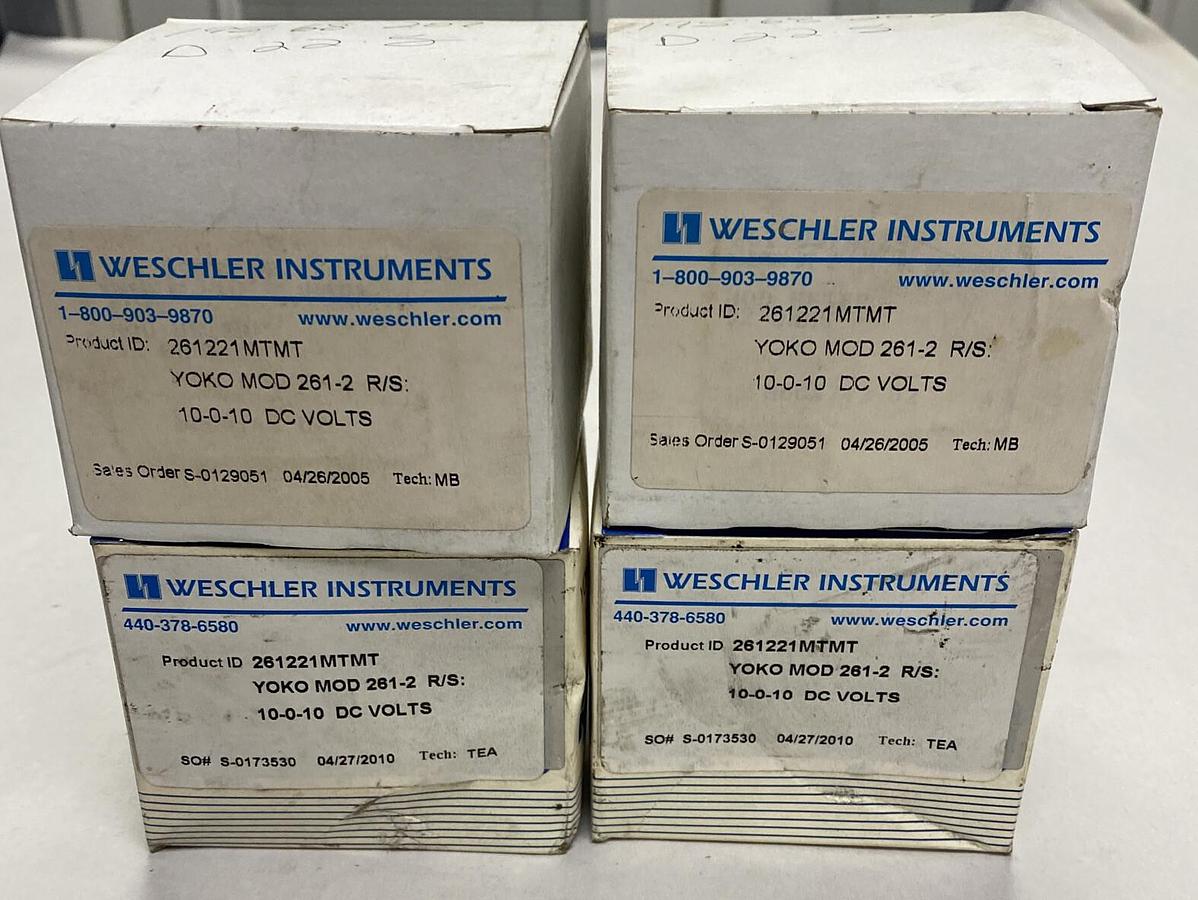 D 22 5
D 22 5
WESCHLER INSTRUMENTS
1-800-903-9870 www.weschler.com
Product ID: 261221MTMT
YOKO MOD 261-2 R/S:
10-0-10 DC VOLTS
Sales Order S-0129051 04/26/2005 Tech: MB
WESCHLER INSTRUMENTS
1-800-903-9870 www.weschler.com
Product ID: 261221MTMT
YOKO MOD 261-2 R/S:
10-0-10 DC VOLTS
Sales Order S-0129051 04/26/2005 Tech: MB
WESCHLER INSTRUMENTS
440-378-6580 www.weschler.com
Product ID 261221MTMT
YOKO MOD 261-2 R/S:
10-0-10 DC VOLTS
SO# S-0173530 04/27/2010 Tech: TEA
WESCHLER INSTRUMENTS
440-378-6580 www.weschler.com
Product ID 261221MTMT
YOKO MOD 261-2 R/S:
10-0-10 DC VOLTS
SO# S-0173530 04/27/2010 Tech: TEA